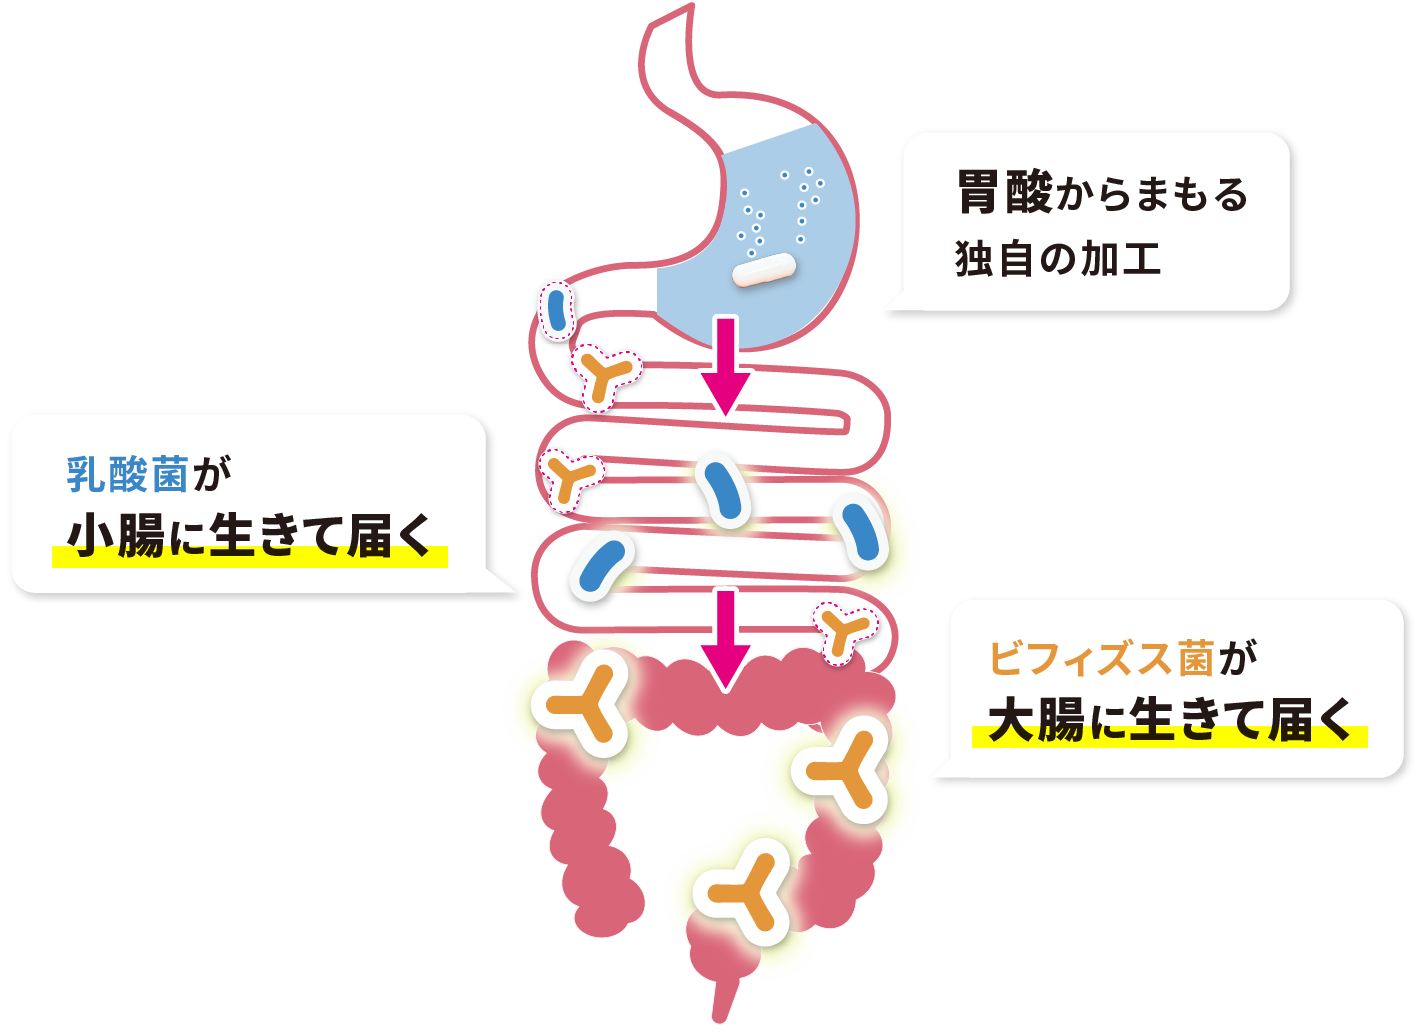 胃酸からまもる
独自の加工
乳酸菌が
小腸に生きて届く
ビフィズス菌が
大腸に生きて届く